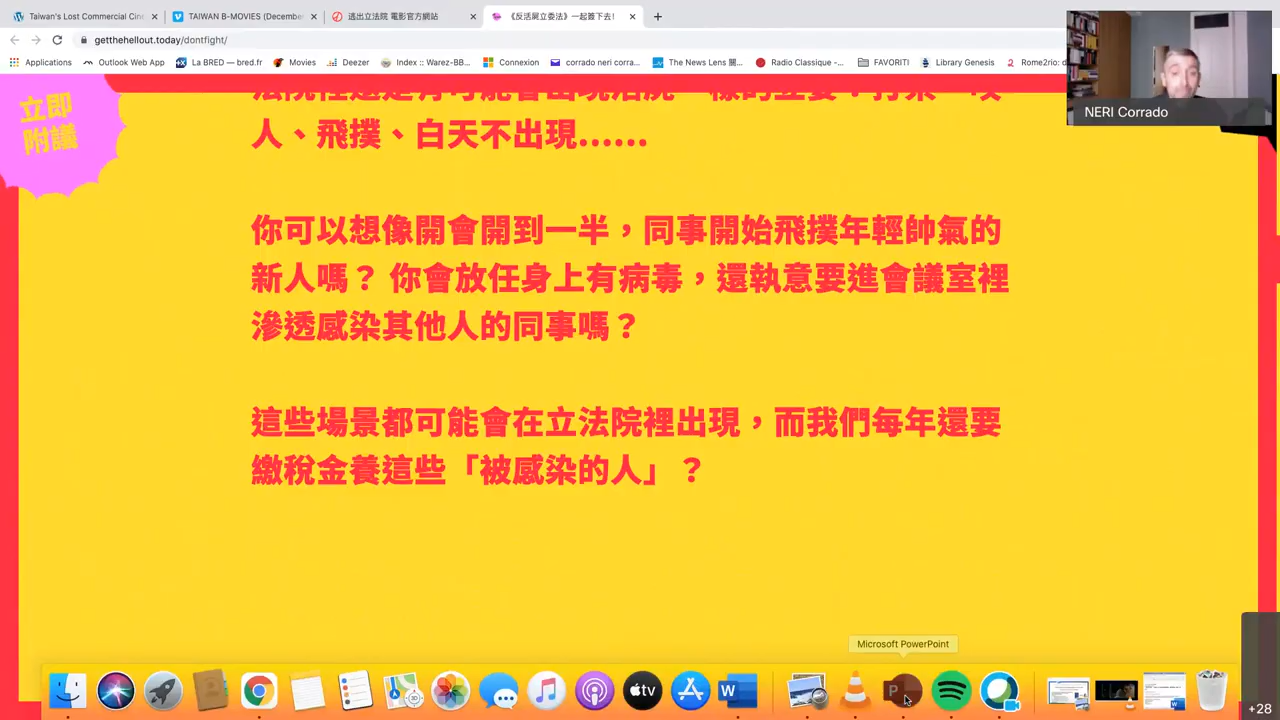 Taiwan's Lost Commercial Cine
TAIWAN B-MOVIES (December
逃出立法院 電影官方網站
《反活屍立委法》一起簽下去!
getthehellout.today/dontfight/
Applications
Outlook Web App
La BRED — bred.fr
Movies
Deezer
Index :: Warez-BB...
Connexion
corrado neri corra...
The News Lens 關...
Radio Classique -...
FAVORITI
Library Genesis
Rome2rio: d
NERI Corrado
立即
附議
人、飛撲、白天不出現......
你可以想像開會開到一半，同事開始飛撲年輕帥氣的
新人嗎？ 你會放任身上有病毒，還執意要進會議室裡
滲透感染其他人的同事嗎？
這些場景都可能會在立法院裡出現，而我們每年還要
繳稅金養這些「被感染的人」？
Microsoft PowerPoint
tv
W
P
+28